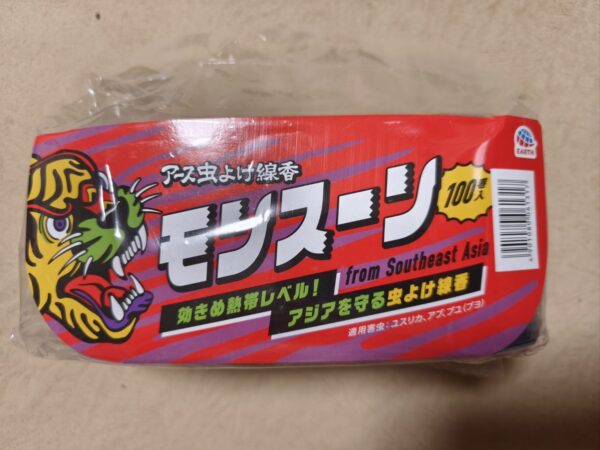 アース虫よけ線香
モンスーン
100巻入
EARTH
from Southeast Asia
効きめ熱帯レベル!
アジアを守る虫よけ線香
適用害虫:ユスリカ、アブ、ブユ(ブヨ)